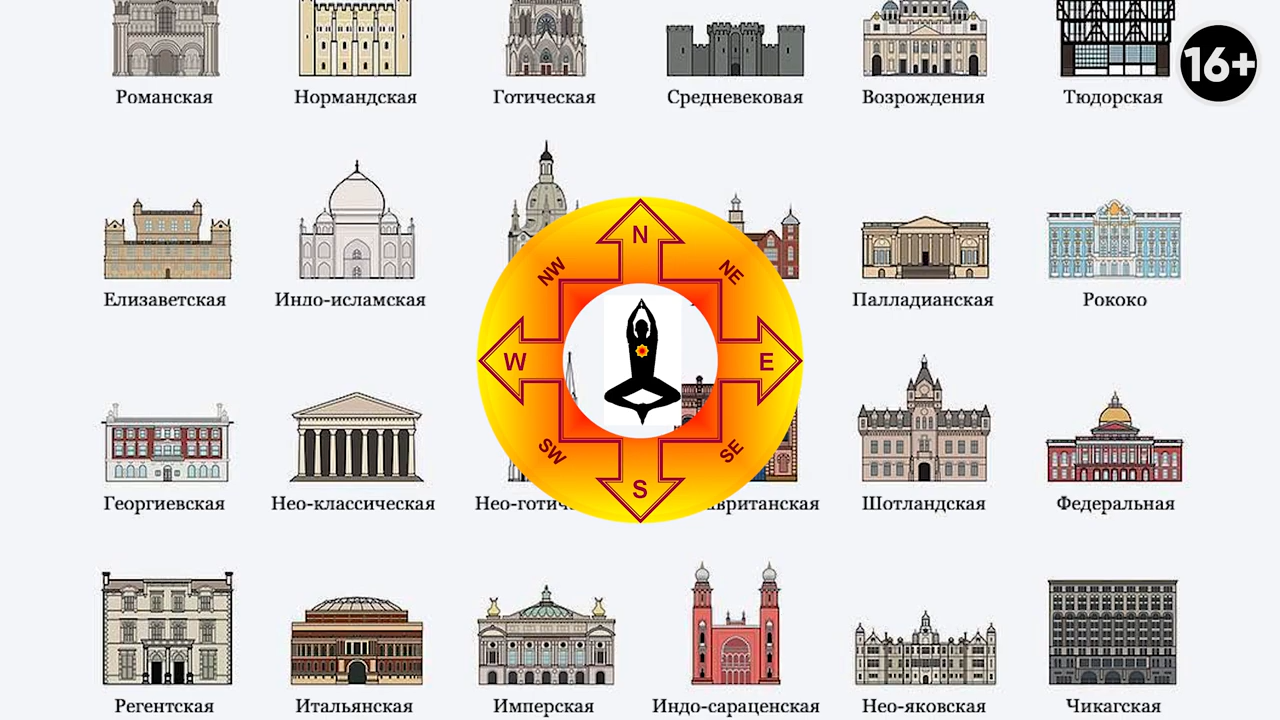 16+
Романская
Нормандская
Готическая
Средневековая
Возрождения
Тюдорская
Елизаветская
Индо-исламская
Палладианская
Рококо
N
NE
E
SE
S
SW
W
NW
Георгиевская
Нео-классическая
Шотландская
Федеральная
Регентская
Итальянская
Имперская
Индо-сараценская
Нео-яковская
Чикагская